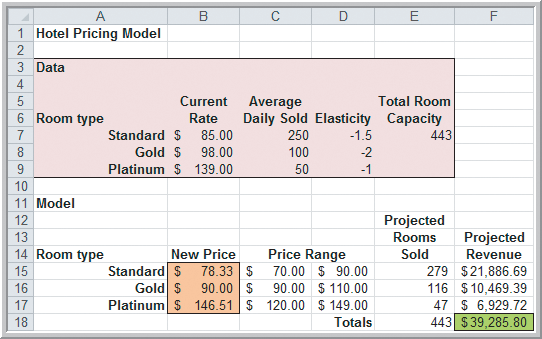 A B C D E F
1 Hotel Pricing Model
2
3 Data
4
5 Current Average Total Room
6 Room type Rate Daily Sold Elasticity Capacity
7 Standard $ 85.00 250 -1.5 443
8 Gold $ 98.00 100 -2
9 Platinum $ 139.00 50 -1
10
11 Model
12 Projected
13 Rooms Projected
14 Room type New Price Price Range Sold Revenue
15 Standard $ 78.33 $ 70.00 $ 90.00 279 $21,886.69
16 Gold $ 90.00 $ 90.00 $ 110.00 116 $10,469.39
17 Platinum $ 146.51 $ 120.00 $ 149.00 47 $ 6,929.72
18 Totals 443 $39,285.80